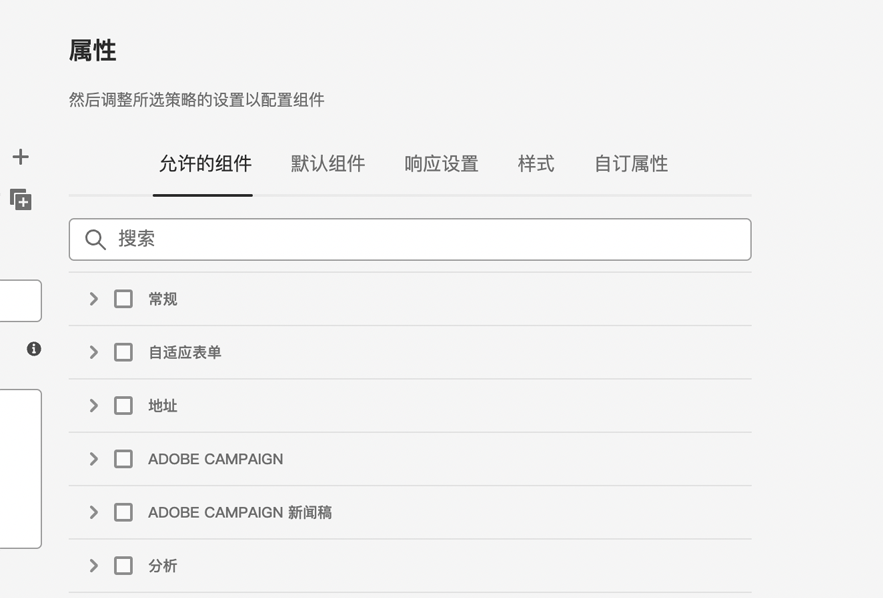 属性
然后调整所选策略的设置以配置组件
允许的组件 默认组件 响应设置 样式 自订属性
搜索
常规
自适应表单
地址
ADOBE CAMPAIGN
ADOBE CAMPAIGN 新闻稿
分析